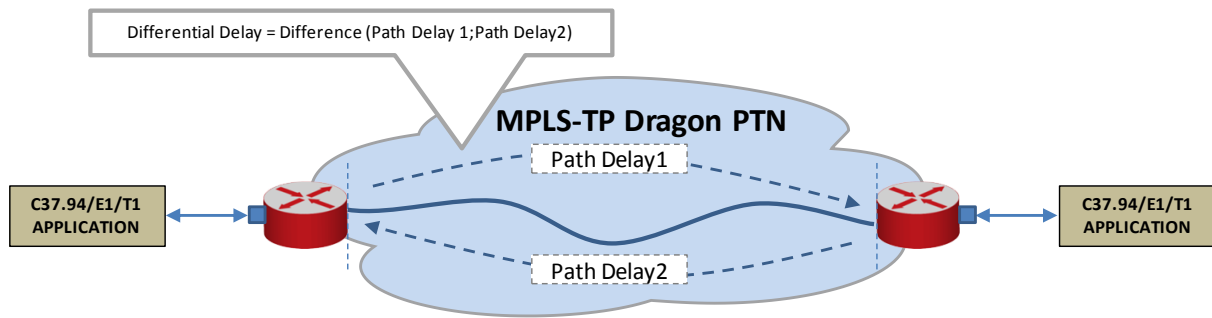 Differential Delay = Difference (Path Delay 1;Path Delay2)
MPLS-TP Dragon PTN
Path Delay1
C37.94/E1/T1
APPLICATION
C37.94/E1/T1
APPLICATION
Path Delay2